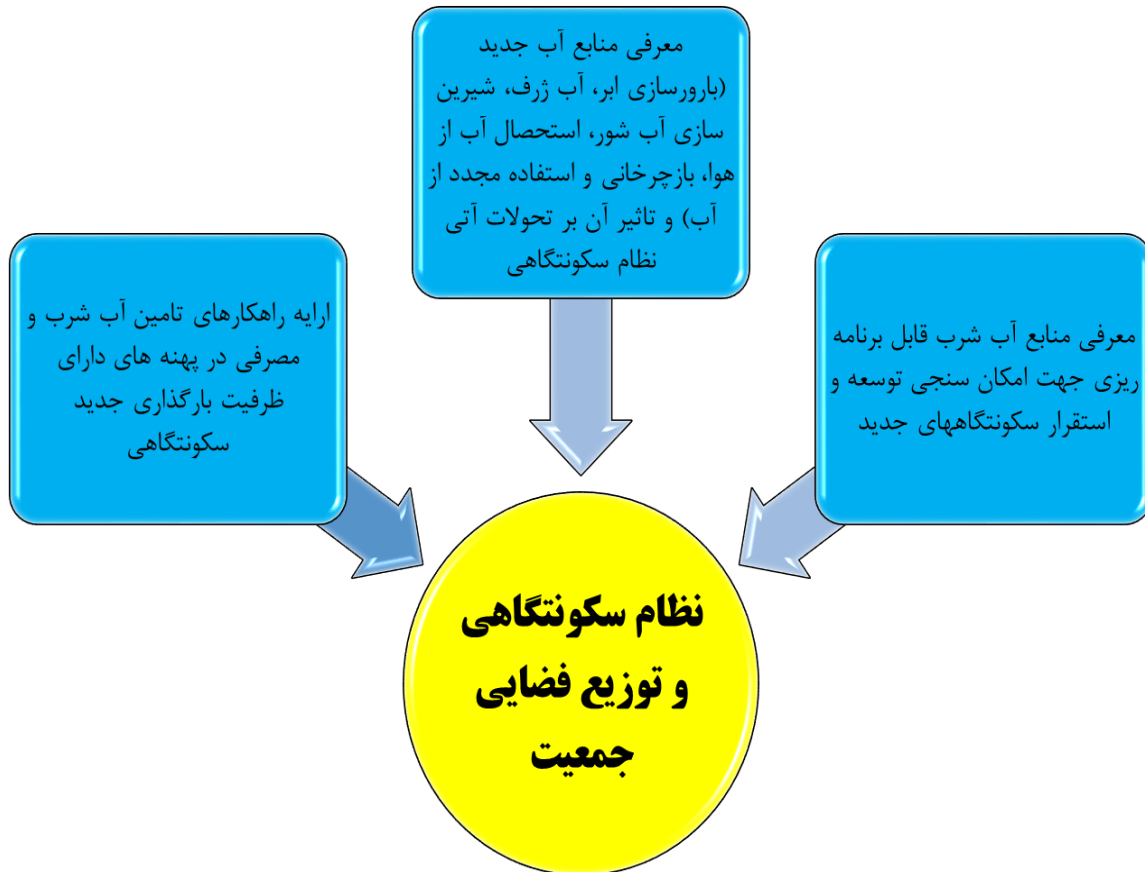 معرفی منابع آب جدید
(بارورسازی ابر، آب ژرف، شیرین
سازی آب شور، استحصال آب از
هوا، بازچرخانی و استفاده مجدد از
آب) و تاثیر آن بر تحولات آتی
نظام سکونتگاهی
معرفی منابع آب شرب قابل برنامه
ریزی جهت امکان سنجی توسعه و
استقرار سکونتگاههای جدید
ارایه راهکارهای تامین آب شرب و
مصرفی در پهنه های دارای
ظرفیت بارگذاری جدید
سکونتگاهی
نظام سکونتگاهی
و توزیع فضایی
جمعیت